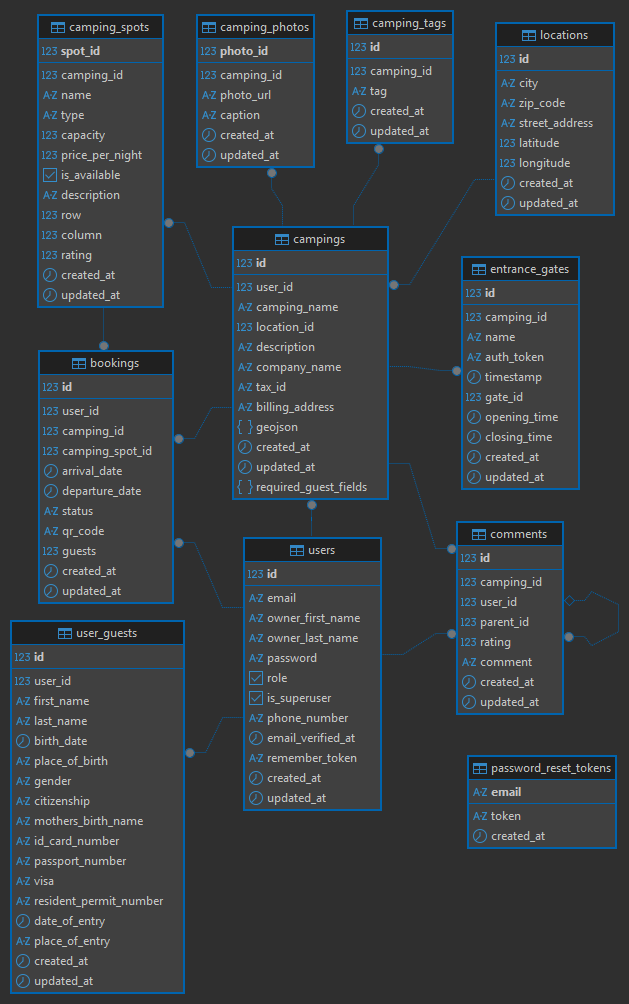 camping_spots
123 spot_id
123 camping_id
A-Z name
A-Z type
123 capacity
123 price_per_night
is_available
A-Z description
123 row
123 column
123 rating
created_at
updated_at
camping_photos
123 photo_id
123 camping_id
A-Z photo_url
A-Z caption
created_at
updated_at
camping_tags
123 id
123 camping_id
A-Z tag
created_at
updated_at
locations
123 id
A-Z city
A-Z zip_code
A-Z street_address
123 latitude
123 longitude
created_at
updated_at
campings
123 id
123 user_id
A-Z camping_name
123 location_id
A-Z description
A-Z company_name
A-Z tax_id
A-Z billing_address
{ } geojson
created_at
updated_at
{ } required_guest_fields
entrance_gates
123 id
123 camping_id
A-Z name
A-Z auth_token
timestamp
123 gate_id
opening_time
closing_time
created_at
updated_at
bookings
123 id
123 user_id
123 camping_id
123 camping_spot_id
arrival_date
departure_date
A-Z status
A-Z qr_code
123 guests
created_at
updated_at
users
123 id
A-Z email
A-Z owner_first_name
A-Z owner_last_name
A-Z password
role
is_superuser
A-Z phone_number
email_verified_at
A-Z remember_token
created_at
updated_at
comments
123 id
123 camping_id
123 user_id
123 parent_id
123 rating
A-Z comment
created_at
updated_at
user_guests
123 id
123 user_id
A-Z first_name
A-Z last_name
birth_date
A-Z place_of_birth
A-Z gender
A-Z citizenship
A-Z mothers_birth_name
A-Z id_card_number
A-Z passport_number
A-Z visa
A-Z resident_permit_number
date_of_entry
A-Z place_of_entry
created_at
updated_at
password_reset_tokens
A-Z email
A-Z token
created_at